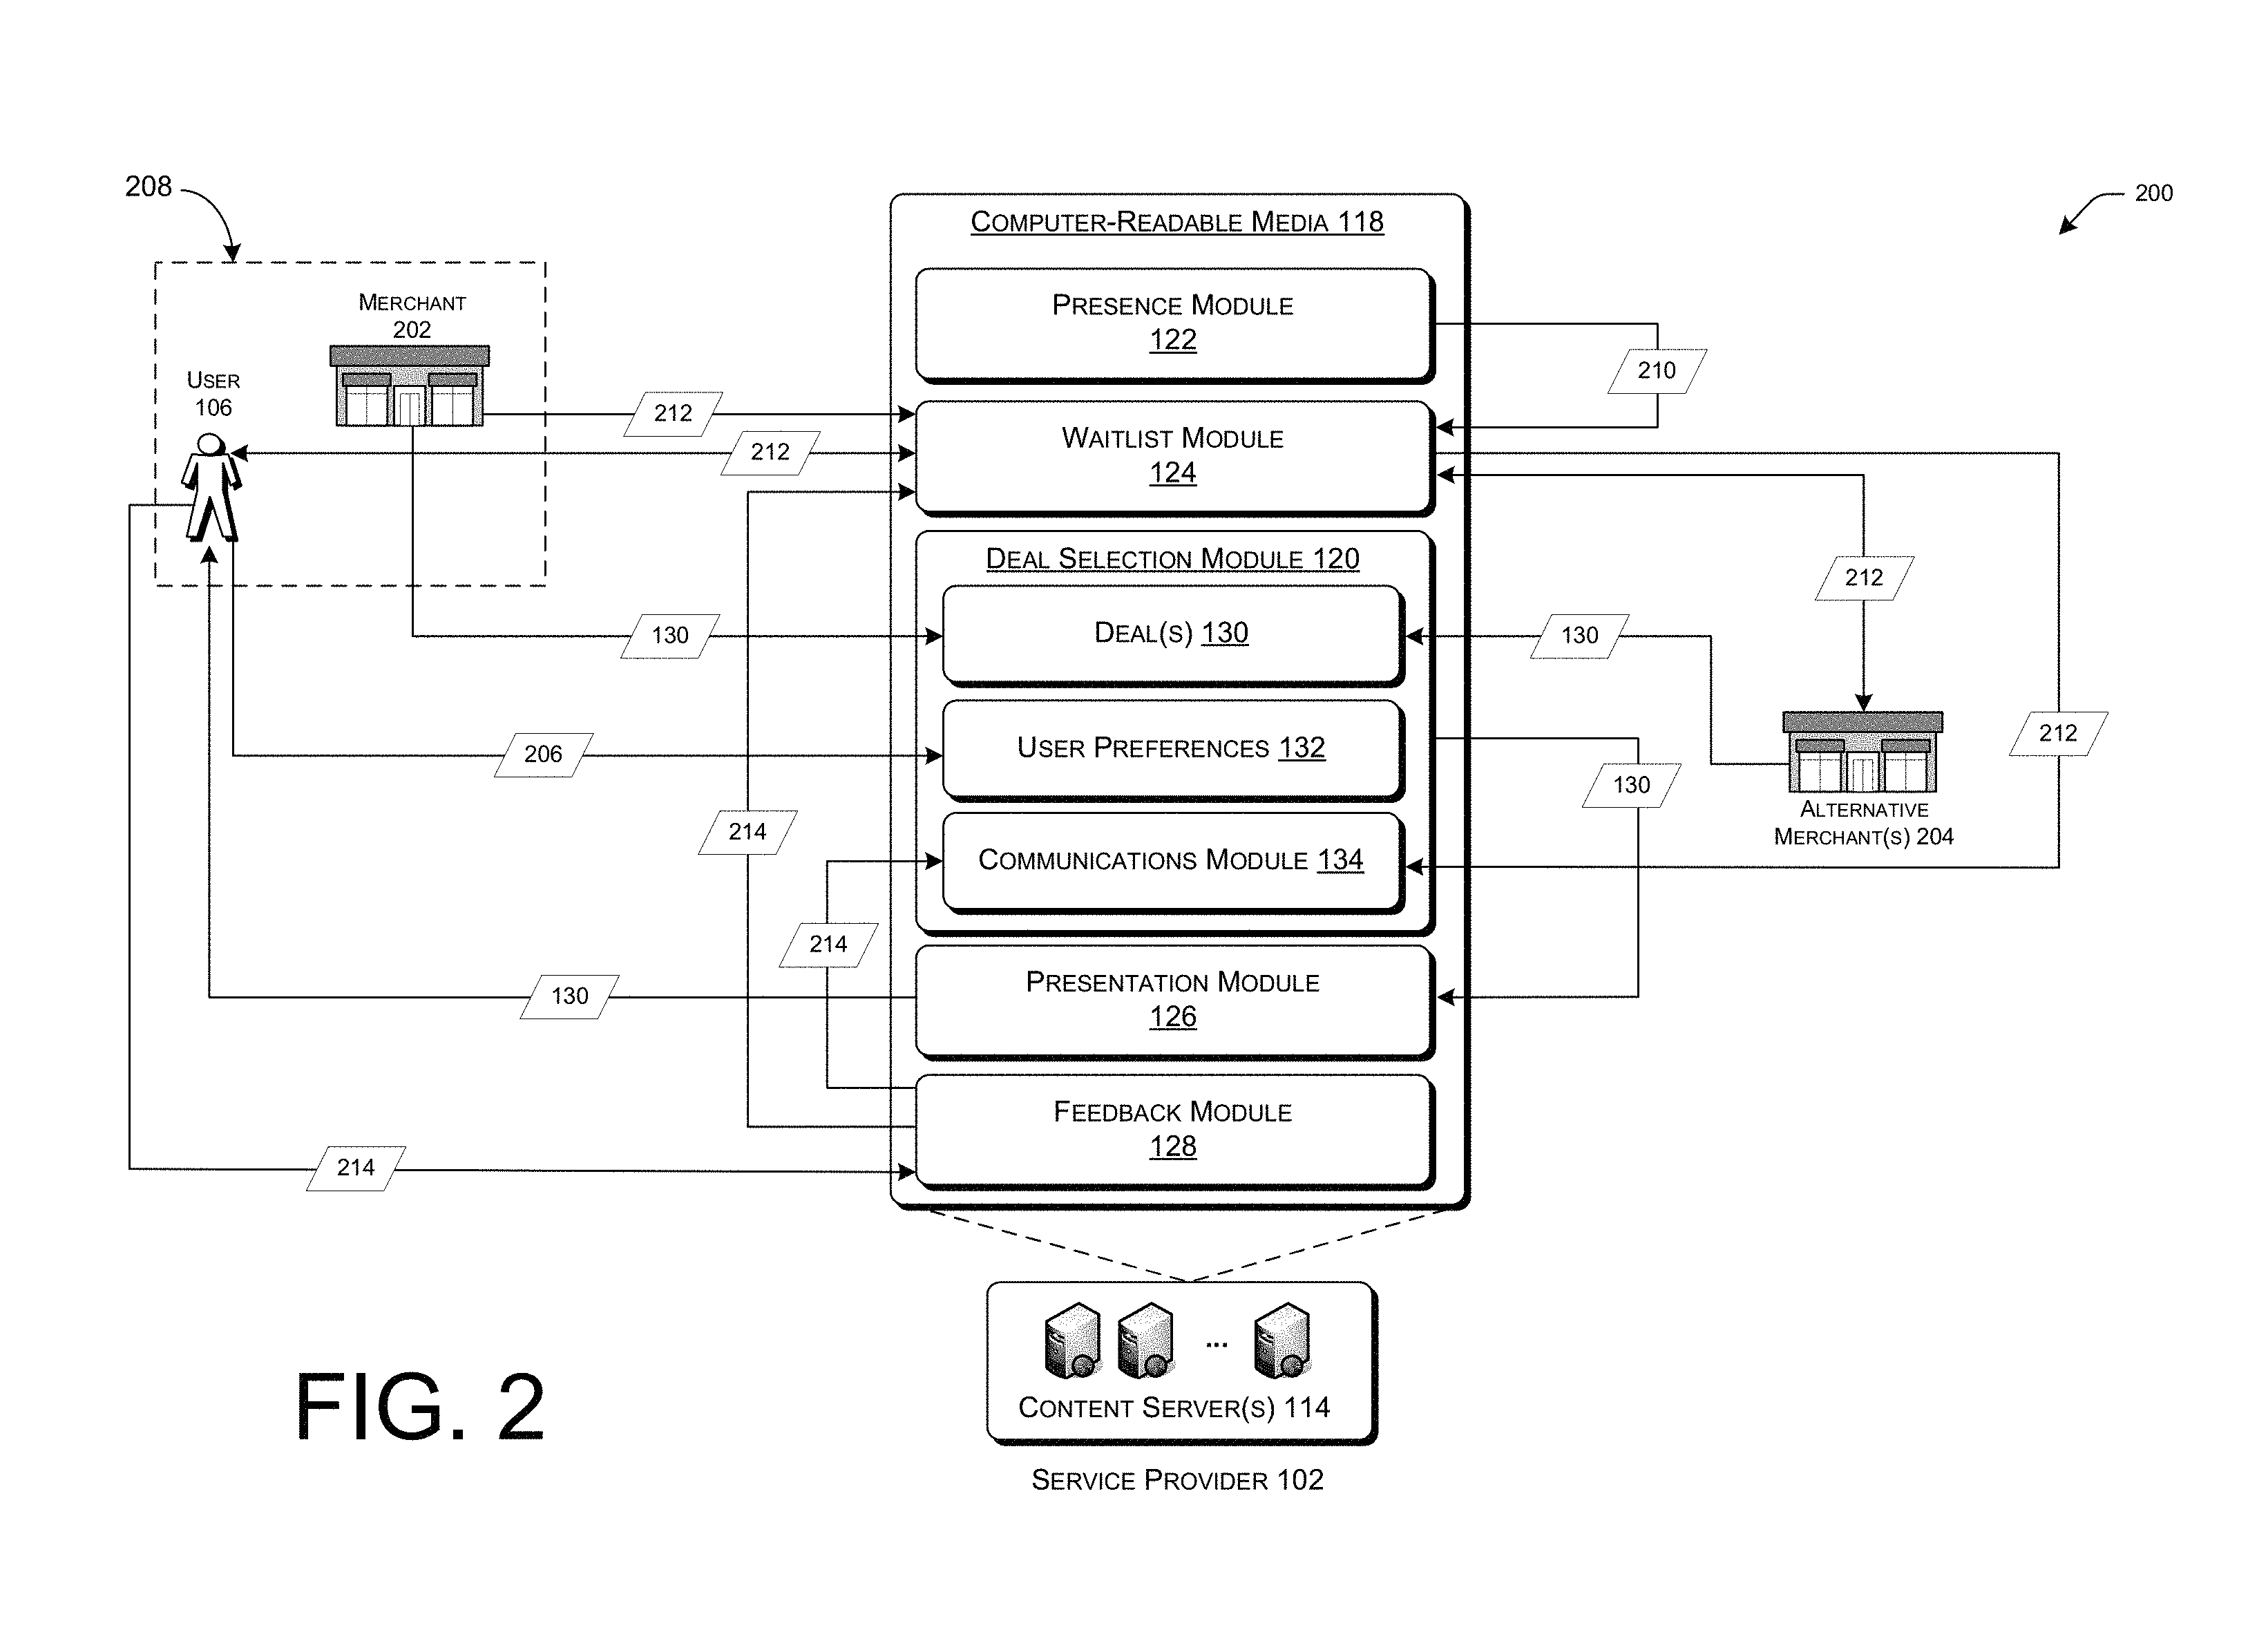 208
200
COMPUTER-READABLE MEDIA 118
MERCHANT
202
USER
106
PRESENCE MODULE
122
210
212
WAITLIST MODULE
124
212
212
DEAL SELECTION MODULE 120
DEAL(S) 130
130
130
USER PREFERENCES 132
206
212
130
ALTERNATIVE
MERCHANT(S) 204
214
COMMUNICATIONS MODULE 134
214
PRESENTATION MODULE
126
130
FEEDBACK MODULE
128
214
...
CONTENT SERVER(S) 114
SERVICE PROVIDER 102
FIG. 2